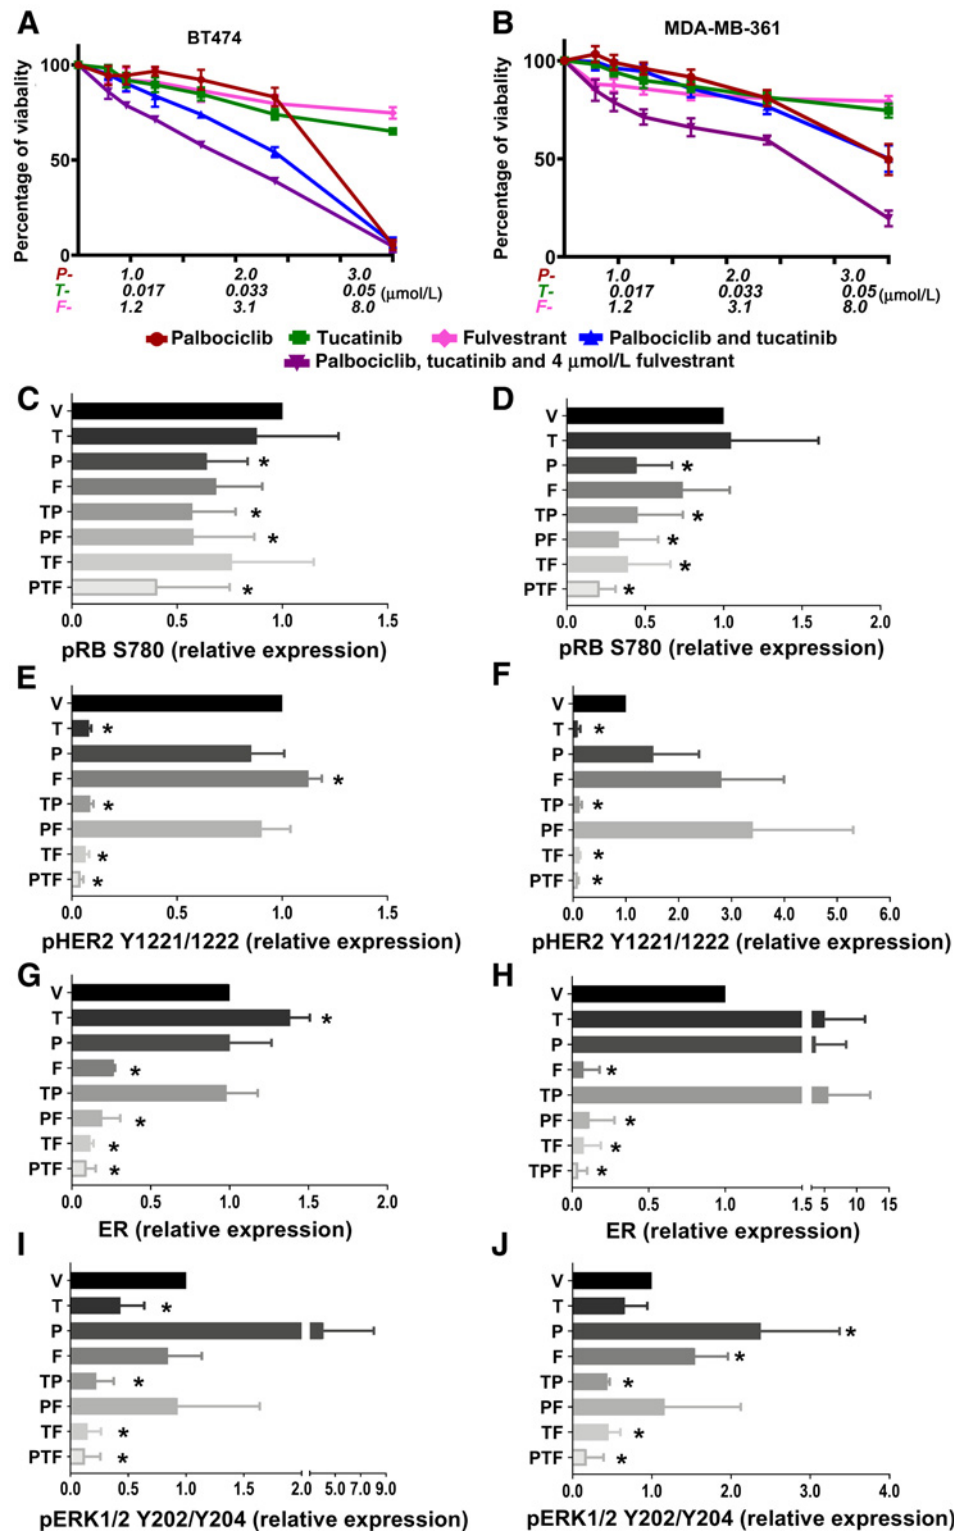 A
BT474
Percentage of viabality
100
50
0
P- 1.0 2.0 3.0
T- 0.017 0.033 0.05 (μmol/L)
F- 1.2 3.1 8.0
B
MDA-MB-361
Percentage of viability
100
50
0
P- 1.0 2.0 3.0
T- 0.017 0.033 0.05 (μmol/L)
F- 1.2 3.1 8.0
Palbociclib Tucatinib Fulvestrant Palbociclib and tucatinib
Palbociclib, tucatinib and 4 μmol/L fulvestrant
C
V
T
P *
F
TP *
PF *
TF
PTF *
0.0 0.5 1.0 1.5
pRB S780 (relative expression)
D
V
T
P *
F
TP *
PF *
TF *
PTF *
0.0 0.5 1.0 1.5 2.0
pRB S780 (relative expression)
E
V
T *
P
F *
TP *
PF
TF *
PTF *
0.0 0.5 1.0 1.5
pHER2 Y1221/1222 (relative expression)
F
V
T *
P
F
TP *
PF
TF *
PTF *
0.0 1.0 2.0 3.0 4.0 5.0 6.0
pHER2 Y1221/1222 (relative expression)
G
V
T *
P
F *
TP
PF *
TF *
PTF *
0.0 0.5 1.0 1.5 2.0
ER (relative expression)
H
V
T
P
F *
TP
PF *
TF *
TPF *
0.0 0.5 1.0 1.5 5 10 15
ER (relative expression)
I
V
T *
P
F
TP *
PF
TF *
PTF *
0.0 0.5 1.0 1.5 2.0 5.0 7.0 9.0
pERK1/2 Y202/Y204 (relative expression)
J
V
T
P *
F *
TP *
PF
TF *
PTF *
0.0 1.0 2.0 3.0 4.0
pERK1/2 Y202/Y204 (relative expression)